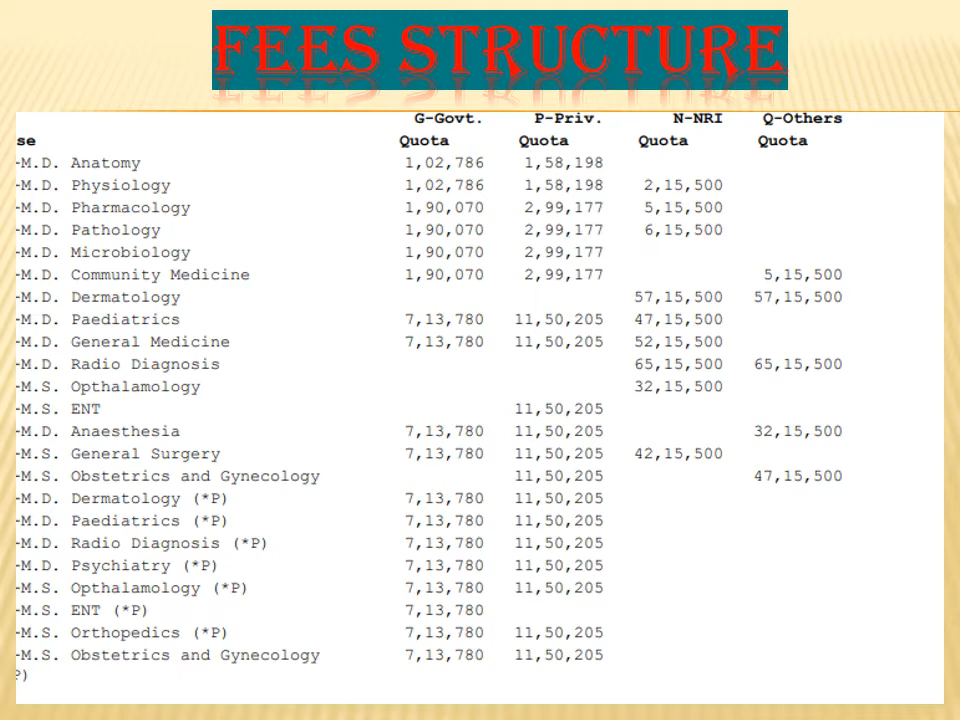 FEES STRUCTURE
G-Govt. P-Priv. N-NRI Q-Others
se Quota Quota Quota Quota
-M.D. Anatomy 1,02,786 1,58,198
-M.D. Physiology 1,02,786 1,58,198 2,15,500
-M.D. Pharmacology 1,90,070 2,99,177 5,15,500
-M.D. Pathology 1,90,070 2,99,177 6,15,500
-M.D. Microbiology 1,90,070 2,99,177
-M.D. Community Medicine 1,90,070 2,99,177 5,15,500
-M.D. Dermatology 57,15,500 57,15,500
-M.D. Paediatrics 7,13,780 11,50,205 47,15,500
-M.D. General Medicine 7,13,780 11,50,205 52,15,500
-M.D. Radio Diagnosis 65,15,500 65,15,500
-M.S. Opthalamology 32,15,500
-M.S. ENT 11,50,205
-M.D. Anaesthesia 7,13,780 11,50,205 32,15,500
-M.S. General Surgery 7,13,780 11,50,205 42,15,500
-M.S. Obstetrics and Gynecology 11,50,205 47,15,500
-M.D. Dermatology (*P) 7,13,780 11,50,205
-M.D. Paediatrics (*P) 7,13,780 11,50,205
-M.D. Radio Diagnosis (*P) 7,13,780 11,50,205
-M.D. Psychiatry (*P) 7,13,780 11,50,205
-M.S. Opthalamology (*P) 7,13,780 11,50,205
-M.S. ENT (*P) 7,13,780
-M.S. Orthopedics (*P) 7,13,780 11,50,205
-M.S. Obstetrics and Gynecology 7,13,780 11,50,205
P)